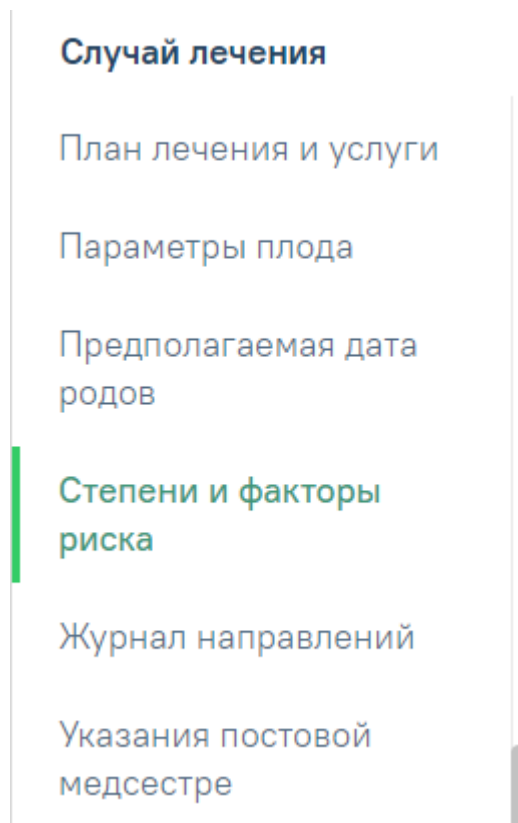 Случай лечения
План лечения и услуги
Параметры плода
Предполагаемая дата
родов
Степени и факторы
риска
Журнал направлений
Указания постовой
медсестре